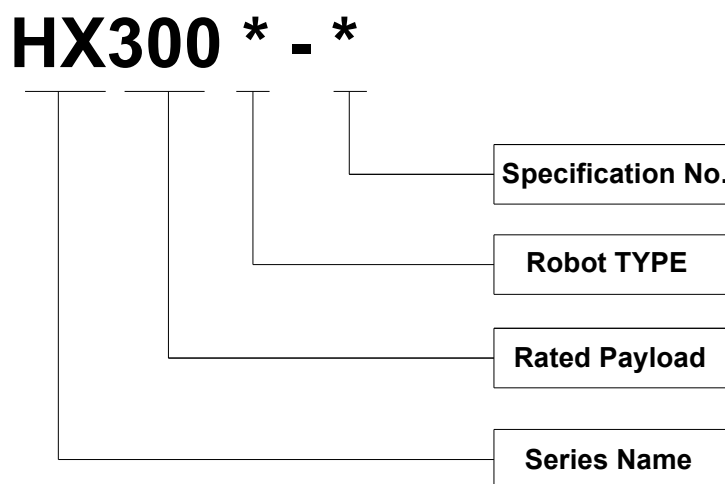 HX300 * - *
Specification No.
Robot TYPE
Rated Payload
Series Name